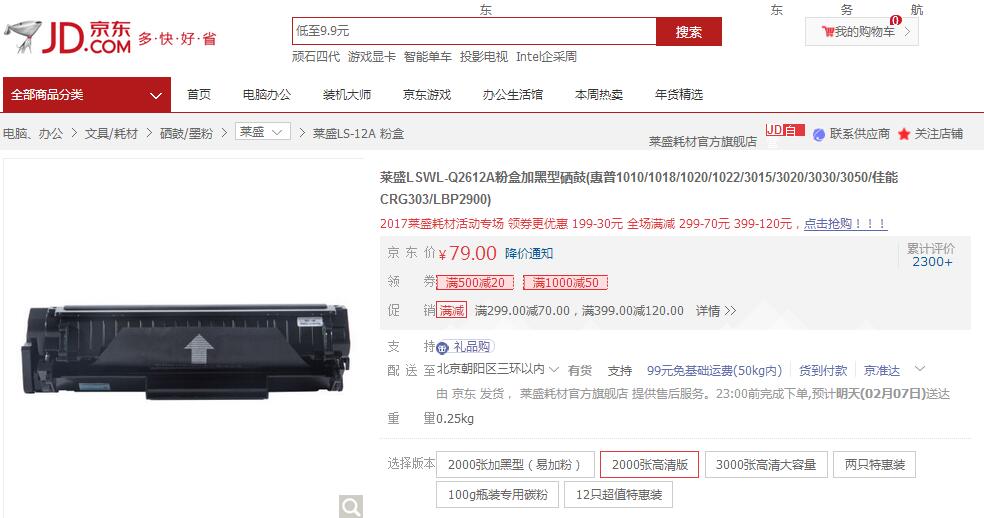 东 东 务 航
JD.COM 京东 多·快·好·省
低至9.9元 搜索 我的购物车 0
顽石四代 游戏显卡 智能单车 投影电视 Intel企采周
全部商品分类 首页 电脑办公 装机大师 京东游戏 办公生活馆 本周热卖 年货精选
电脑、办公 > 文具/耗材 > 硒鼓/墨粉 > 莱盛 > 莱盛LS-12A 粉盒
莱盛耗材官方旗舰店 JD自 联系供应商 关注店铺
莱盛LSWL-Q2612A粉盒加黑型硒鼓(惠普1010/1018/1020/1022/3015/3020/3030/3050/佳能
CRG303/LBP2900)
2017莱盛耗材活动专场 领券更优惠 199-30元 全场满减 299-70元 399-120元，点击抢购！！！
京东价 ￥79.00 降价通知 累计评价
2300+
领券 满500减20 满1000减50
促销 满减 满299.00减70.00，满399.00减120.00 详情 >>
支持 礼品购
配送至 北京朝阳区三环以内 有货 支持 99元免基础运费(50kg内) 货到付款 京准达
由 京东 发货， 莱盛耗材官方旗舰店 提供售后服务。23:00前完成下单,预计明天(02月07日)送达
重量 0.25kg
选择版本 2000张加黑型（易加粉） 2000张高清版 3000张高清大容量 两只特惠装
100g瓶装专用碳粉 12只超值特惠装